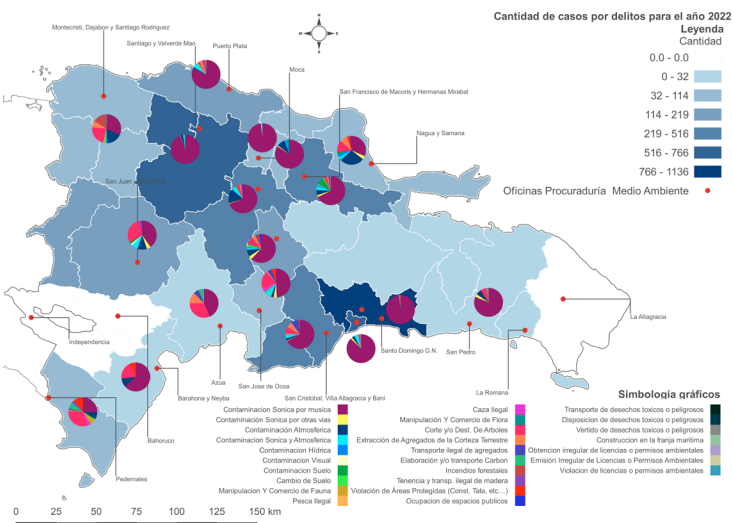 Cantidad de casos por delitos para el año 2022
Leyenda
Cantidad
0.0 - 0.0
0 - 32
32 - 114
114 - 219
219 - 516
516 - 766
766 - 1136
Oficinas Procuraduría Medio Ambiente
Montecristi, Dajabon y Santiago Rodríguez
Santiago y Valverde Mao
Puerto Plata
Moca
San Francisco de Macoris y Hermanas Mirabal
Nagua y Samana
San Juan
La Altagracia
Independencia
Azua
San Jose de Ocoa
Santo Domingo D.N.
San Pedro
La Romana
Barahona y Neyba
San Cristobal, Villa Altagracia y Bani
Bahoruco
Pedernales
Contaminacion Sonica por musica
Contaminación Sonica por otras vias
Contaminación Atmosferica
Contaminacion Sonica y Atmosferica
Contaminación Hídrica
Contaminacion Visual
Contaminacion Suelo
Cambio de Suelo
Manipulacion Y Comercio de Fauna
Pesca Ilegal
Caza Ilegal
Manipulación Y Comercio de Flora
Corte y/o Dest. De Arboles
Extracción de Agregados de la Corteza Terrestre
Transporte ilegal de agregados
Elaboración y/o transporte Carbon
Incendios forestales
Tenencia y transp. ilegal de madera
Violación de Áreas Protegidas (Const. Tala, etc...)
Ocupacion de espacios publicos
Simbología gráficos
Transporte de desechos toxicos o peligrosos
Disposicion de desechos toxicos o peligrosos
Vertido de desechos toxicos o peligrosos
Construccion en la franja maritima
Obtencion irregular de licencias o permisos ambientales
Emisión Irregular de Licencias o Permisos Ambientales
Violacion de licencias o permisos ambientales
0 25 50 75 100 125 150 km